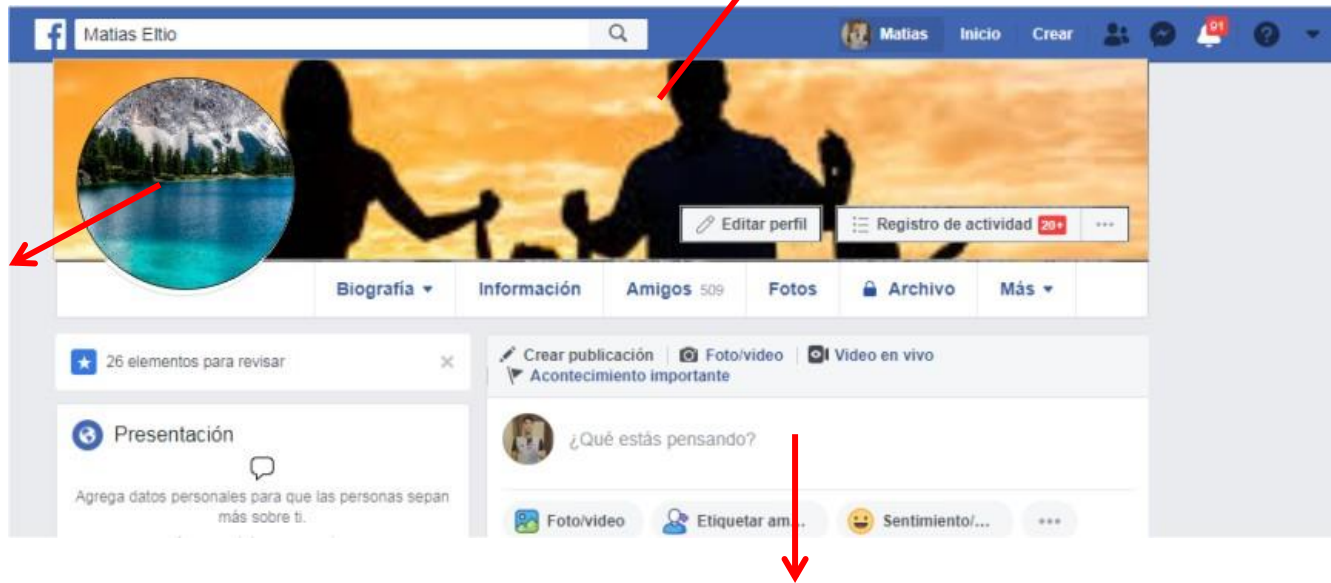 f Matias Eltio Matias Inicio Crear 91
Editar perfil Registro de actividad 20+
Biografía Información Amigos 509 Fotos Archivo Más
26 elementos para revisar
Crear publicación Foto/video Video en vivo
Acontecimiento importante
Presentación
¿Qué estás pensando?
Agrega datos personales para que las personas sepan
más sobre ti.
Foto/video Etiquetar am... Sentimiento/...